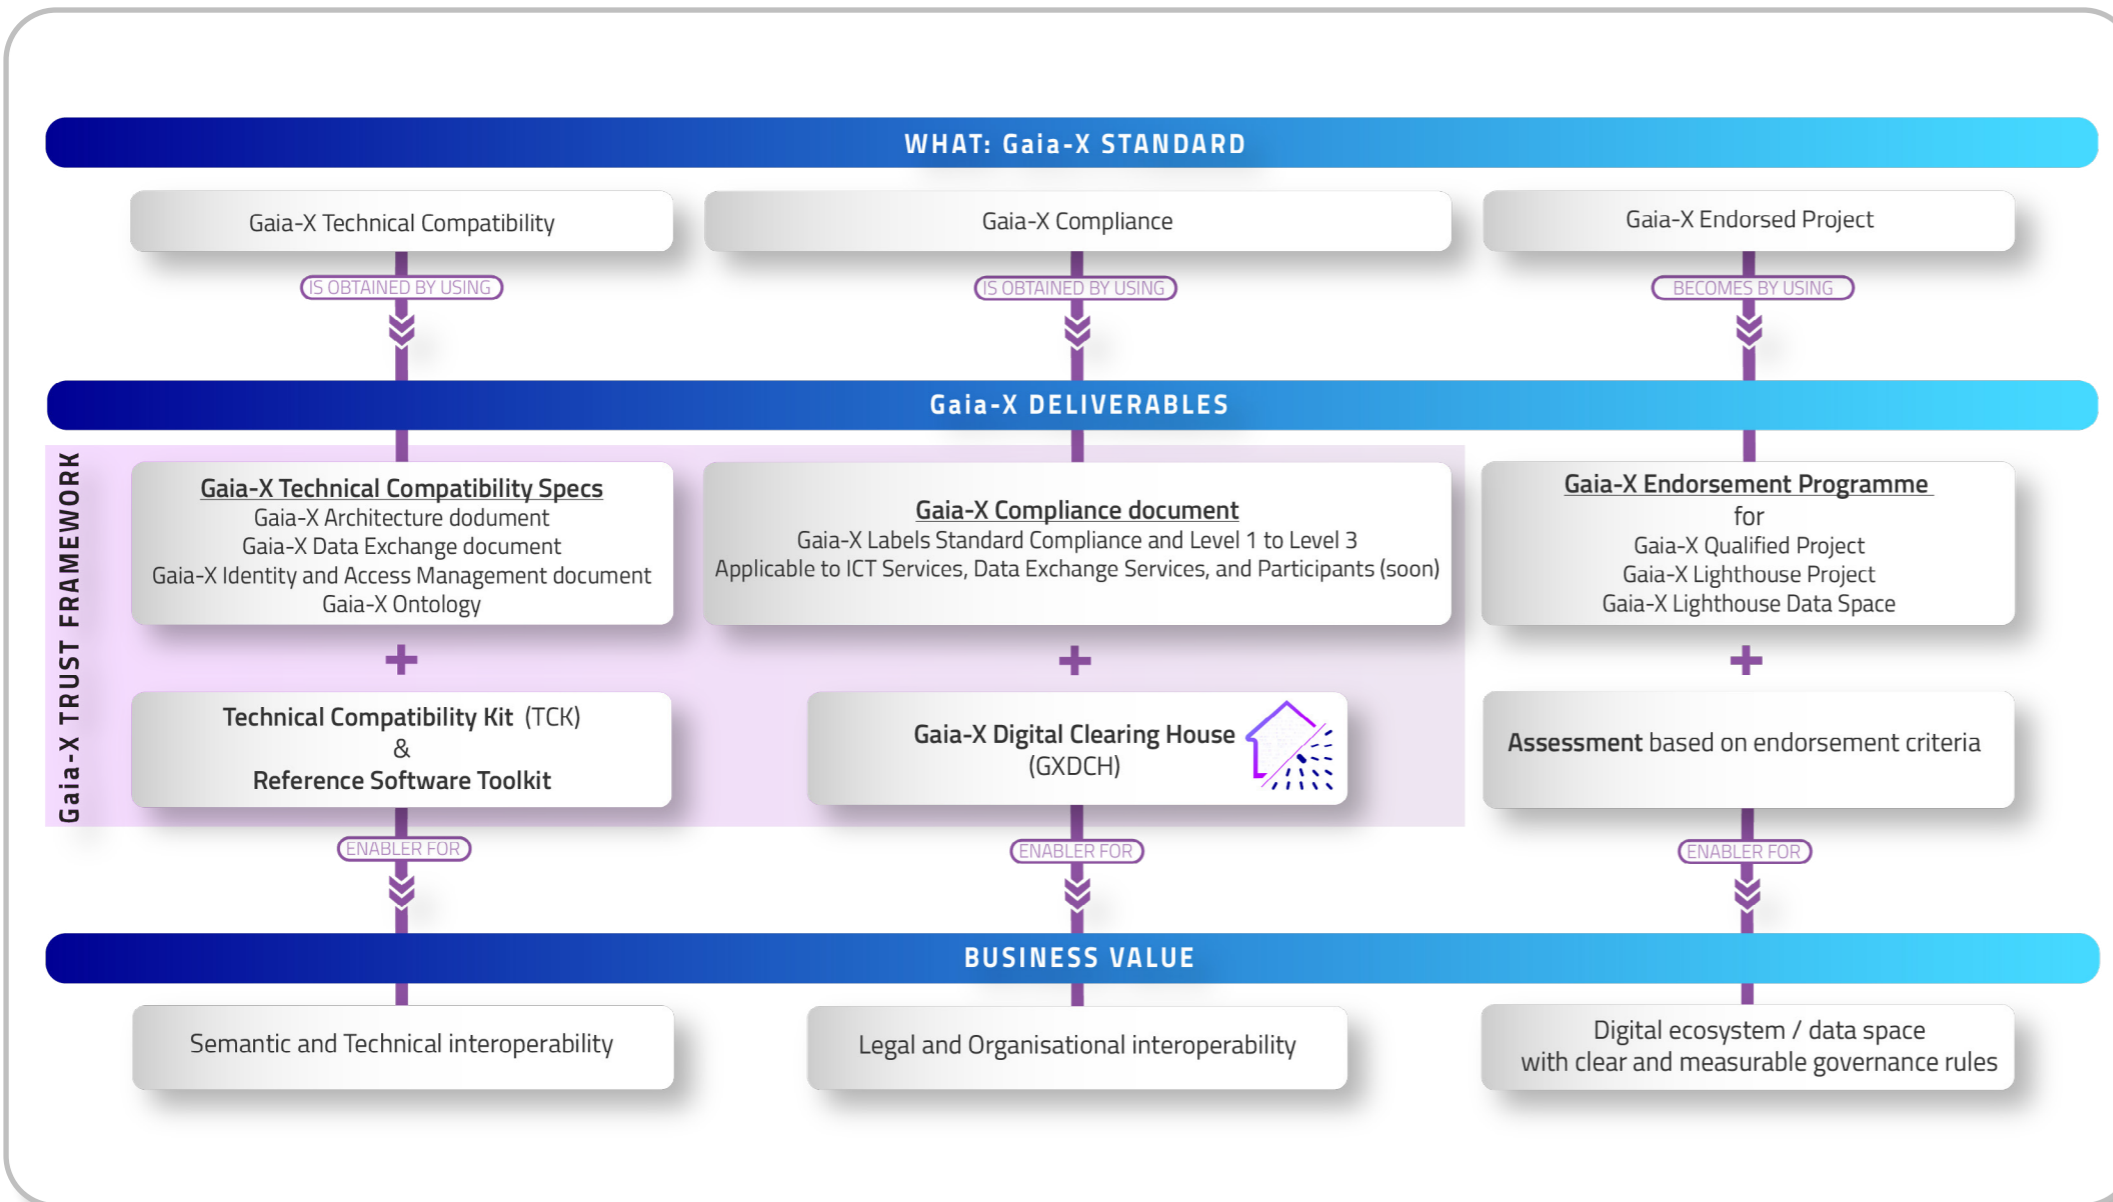 WHAT: Gaia-X STANDARD
Gaia-X Technical Compatibility
Gaia-X Compliance
Gaia-X Endorsed Project
IS OBTAINED BY USING
IS OBTAINED BY USING
BECOMES BY USING
Gaia-X DELIVERABLES
Gaia-X TRUST FRAMEWORK
Gaia-X Technical Compatibility Specs
Gaia-X Architecture dodument
Gaia-X Data Exchange document
Gaia-X Identity and Access Management document
Gaia-X Ontology
Gaia-X Compliance document
Gaia-X Labels Standard Compliance and Level 1 to Level 3
Applicable to ICT Services, Data Exchange Services, and Participants (soon)
Gaia-X Endorsement Programme
for
Gaia-X Qualified Project
Gaia-X Lighthouse Project
Gaia-X Lighthouse Data Space
+
+
+
Technical Compatibility Kit (TCK)
&
Reference Software Toolkit
Gaia-X Digital Clearing House
(GXDCH)
Assessment based on endorsement criteria
ENABLER FOR
ENABLER FOR
ENABLER FOR
BUSINESS VALUE
Semantic and Technical interoperability
Legal and Organisational interoperability
Digital ecosystem / data space
with clear and measurable governance rules